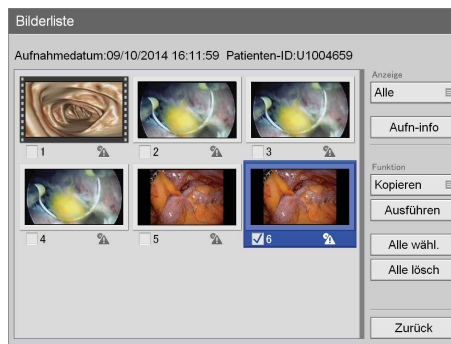 Bilderliste
Aufnahmedatum:09/10/2014 16:11:59 Patienten-ID:U1004659
Anzeige
Alle
Aufn-info
Funktion
Kopieren
Ausführen
Alle wähl.
Alle lösch
Zurück
1
2
3
4
5
6